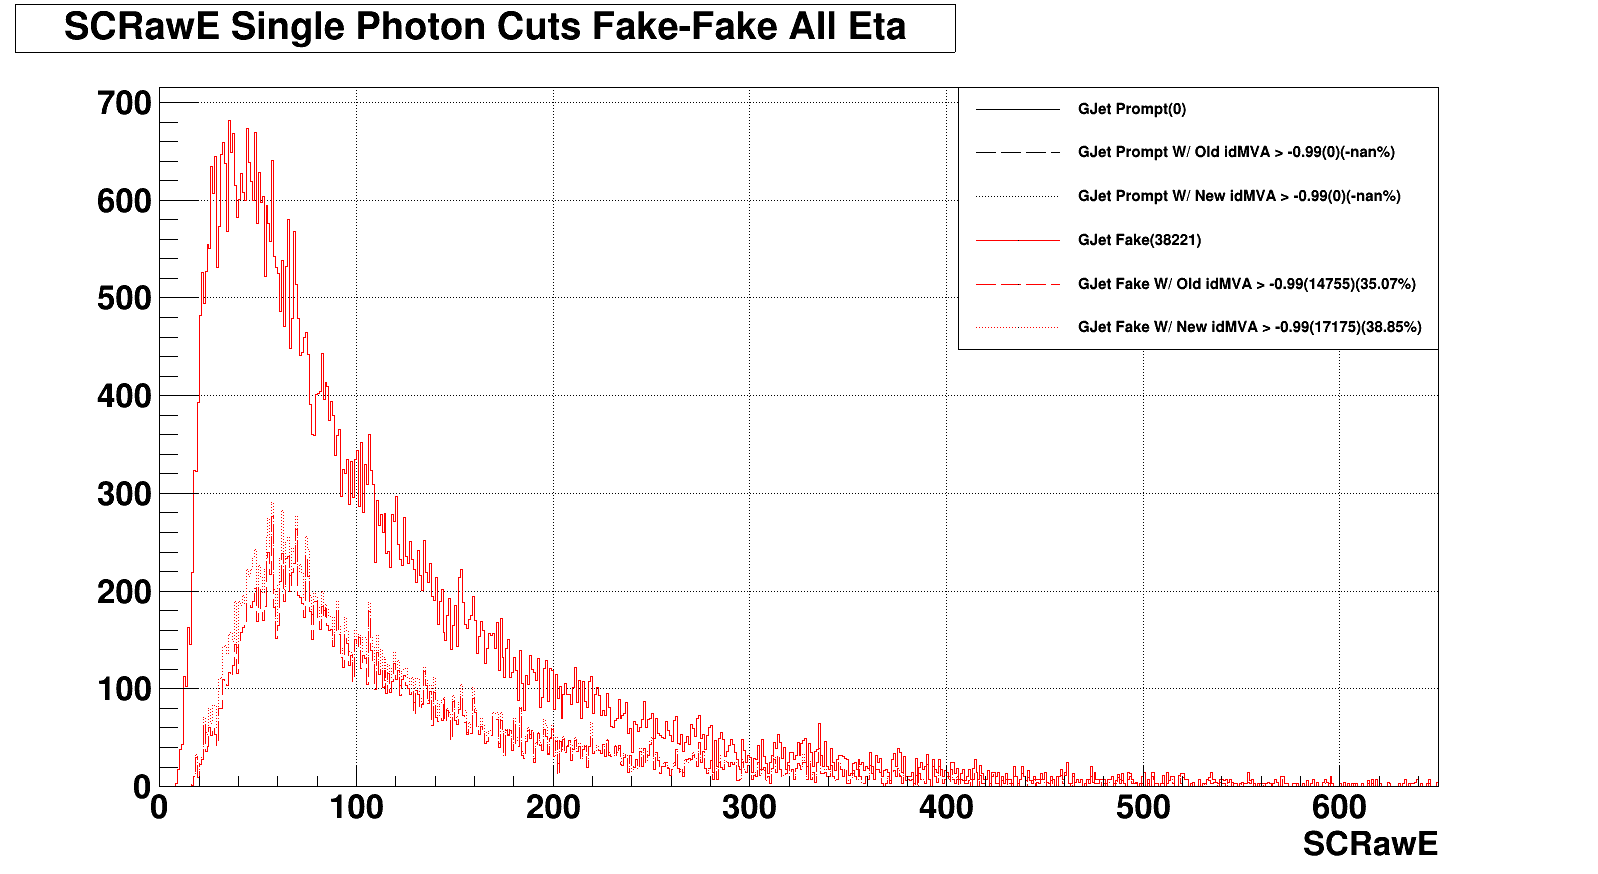 SCRawE Single Photon Cuts Fake-Fake All Eta
700
600
500
400
300
200
100
0
GJet Prompt(0)
GJet Prompt W/ Old idMVA > -0.99(0)(-nan%)
GJet Prompt W/ New idMVA > -0.99(0)(-nan%)
GJet Fake(38221)
GJet Fake W/ Old idMVA > -0.99(14755)(35.07%)
GJet Fake W/ New idMVA > -0.99(17175)(38.85%)
0 100 200 300 400 500 600
SCRawE